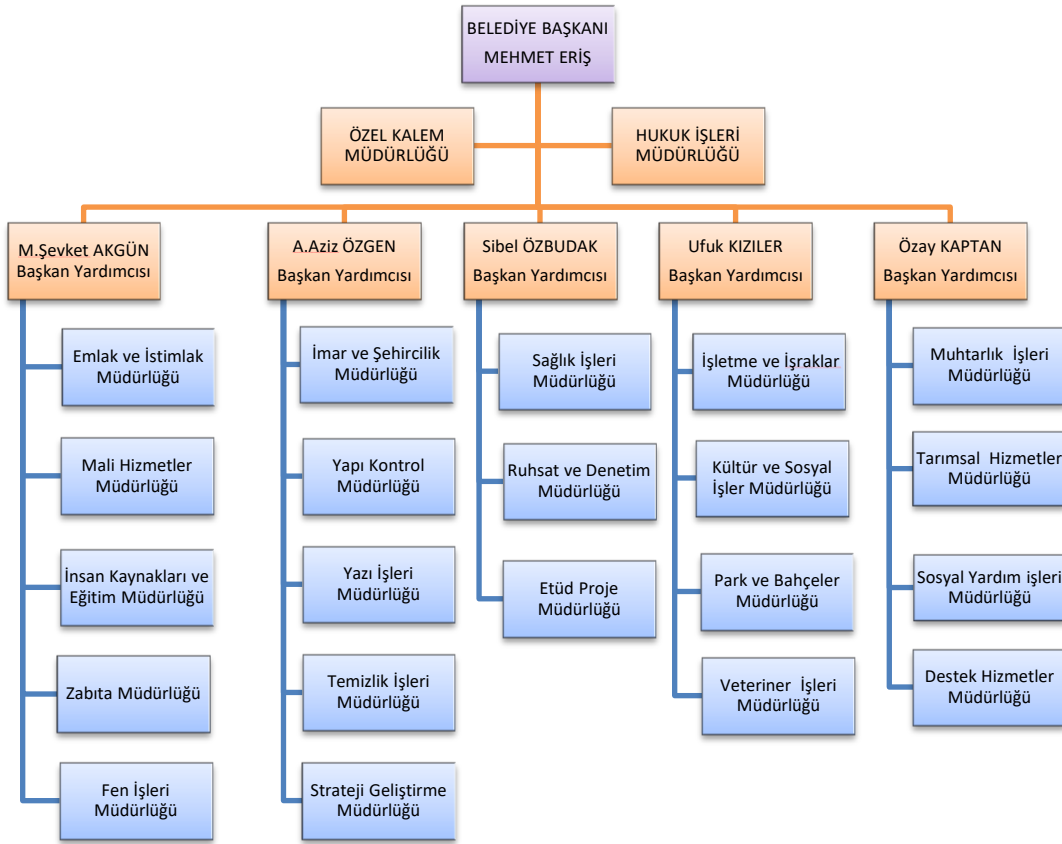 BELEDİYE BAŞKANI
MEHMET ERİŞ
ÖZEL KALEM
MÜDÜRLÜĞÜ
HUKUK İŞLERİ
MÜDÜRLÜĞÜ
M.Şevket AKGÜN
Başkan Yardımcısı
A.Aziz ÖZGEN
Başkan Yardımcısı
Sibel ÖZBUDAK
Başkan Yardımcısı
Ufuk KIZILER
Başkan Yardımcısı
Özay KAPTAN
Başkan Yardımcısı
Emlak ve İstimlak
Müdürlüğü
Mali Hizmetler
Müdürlüğü
İnsan Kaynakları ve
Eğitim Müdürlüğü
Zabıta Müdürlüğü
Fen İşleri
Müdürlüğü
İmar ve Şehircilik
Müdürlüğü
Yapı Kontrol
Müdürlüğü
Yazı İşleri
Müdürlüğü
Temizlik İşleri
Müdürlüğü
Strateji Geliştirme
Müdürlüğü
Sağlık İşleri
Müdürlüğü
Ruhsat ve Denetim
Müdürlüğü
Etüd Proje
Müdürlüğü
İşletme ve İşraklar
Müdürlüğü
Kültür ve Sosyal
İşler Müdürlüğü
Park ve Bahçeler
Müdürlüğü
Veteriner İşleri
Müdürlüğü
Muhtarlık İşleri
Müdürlüğü
Tarımsal Hizmetler
Müdürlüğü
Sosyal Yardım işleri
Müdürlüğü
Destek Hizmetler
Müdürlüğü